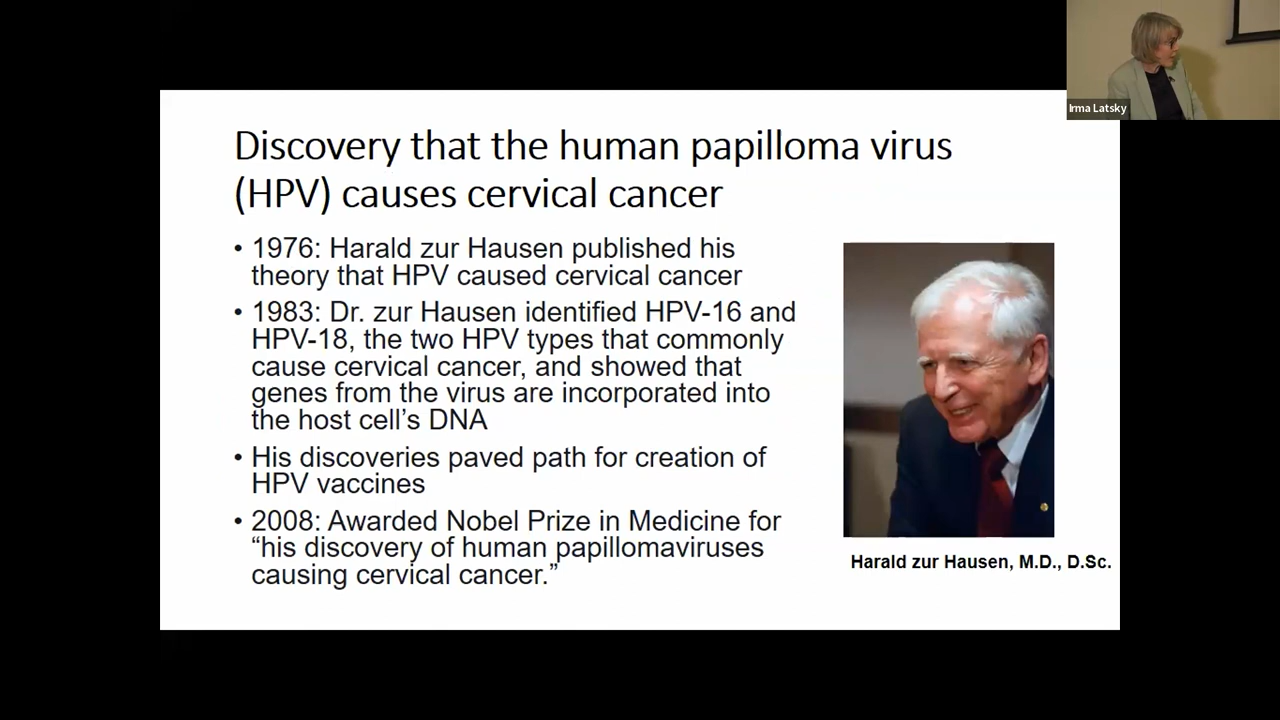 Irma Latsky
Discovery that the human papilloma virus
(HPV) causes cervical cancer
• 1976: Harald zur Hausen published his
theory that HPV caused cervical cancer
• 1983: Dr. zur Hausen identified HPV-16 and
HPV-18, the two HPV types that commonly
cause cervical cancer, and showed that
genes from the virus are incorporated into
the host cell’s DNA
• His discoveries paved path for creation of
HPV vaccines
• 2008: Awarded Nobel Prize in Medicine for
“his discovery of human papillomaviruses
causing cervical cancer.”
Harald zur Hausen, M.D., D.Sc.